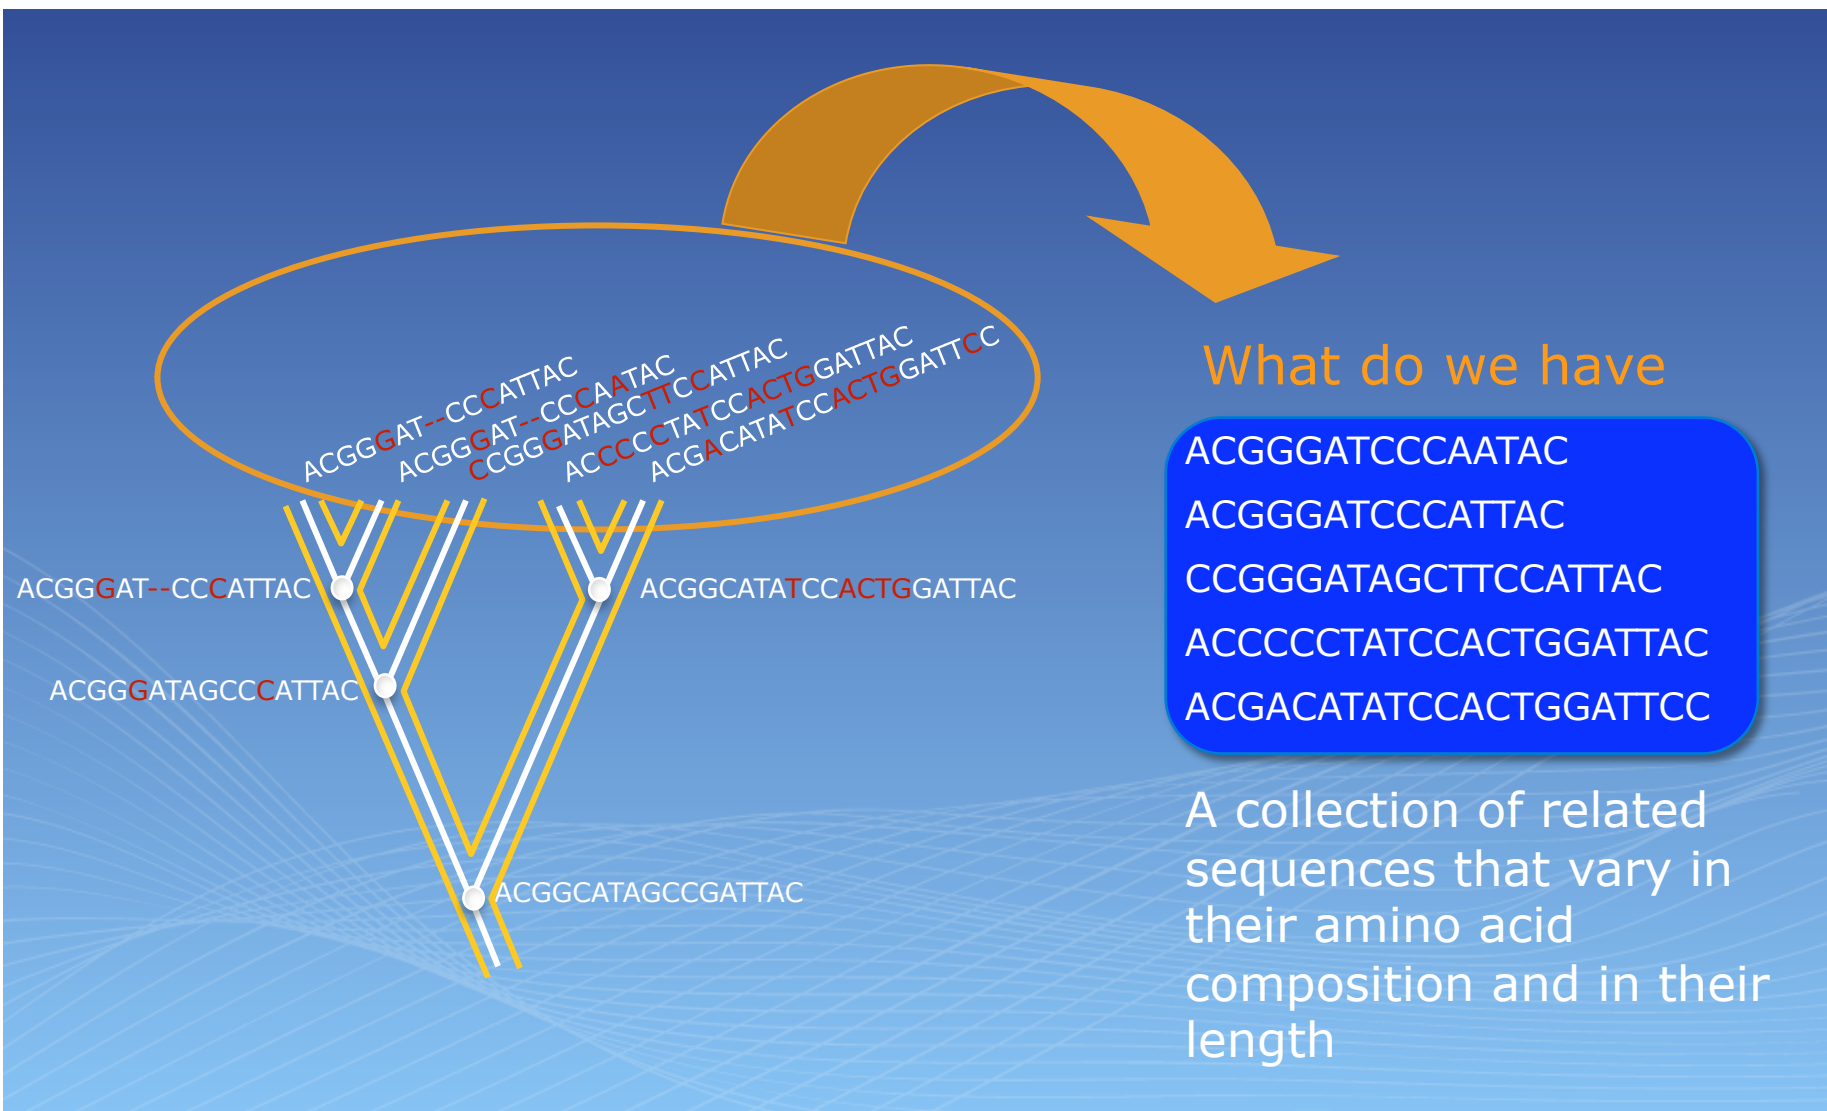 ACGGGAT--CCCATTAC
ACGGGAT--CCCAATAC
CCGGGATAGCTTCCATTAC
ACCCCCTATCCACTGGATTAC
ACGACATATCCACTGGATTCC
ACGGGAT--CCCATTAC
ACGGCATATCCACTGGATTAC
ACGGGATAGCCCATTAC
ACGGCATAGCCGATTAC
What do we have
ACGGGATCCCAATAC
ACGGGATCCCATTAC
CCGGGATAGCTTCCATTAC
ACCCCCTATCCACTGGATTAC
ACGACATATCCACTGGATTCC
A collection of related
sequences that vary in
their amino acid
composition and in their
length